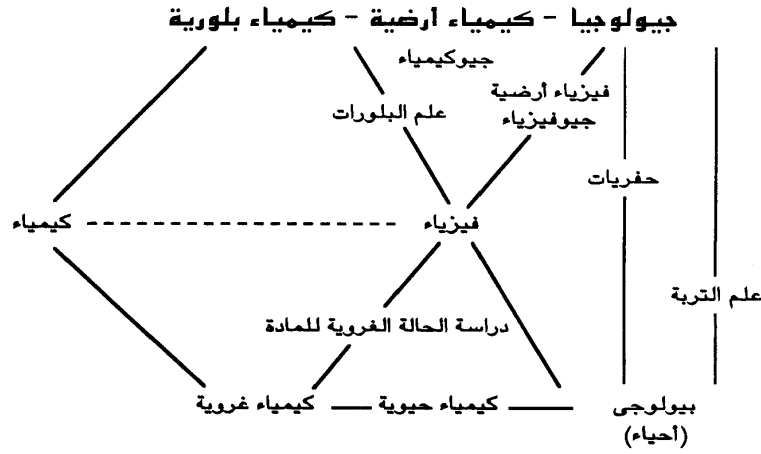 جيولوجيا - كيمياء أرضية - كيمياء بلورية
جيوكيمياء
فيزياء أرضية
جيوفيزياء
علم البلورات
حفريات
كيمياء
فيزياء
علم التربة
دراسة الحالة الغروية للمادة
بيولوجى
كيمياء حيوية
كيمياء غروية
(أحياء)